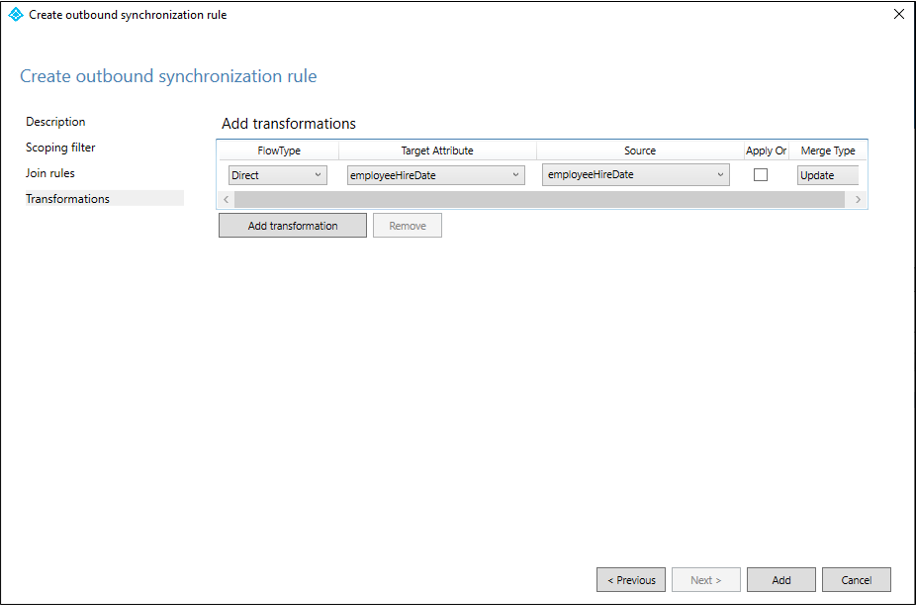 Create outbound synchronization rule
Create outbound synchronization rule
Description
Scoping filter
Join rules
Transformations
Add transformations
FlowType Target Attribute Source Apply Or Merge Type
Direct employeeHireDate employeeHireDate Update
Add transformation Remove
< Previous Next > Add Cancel